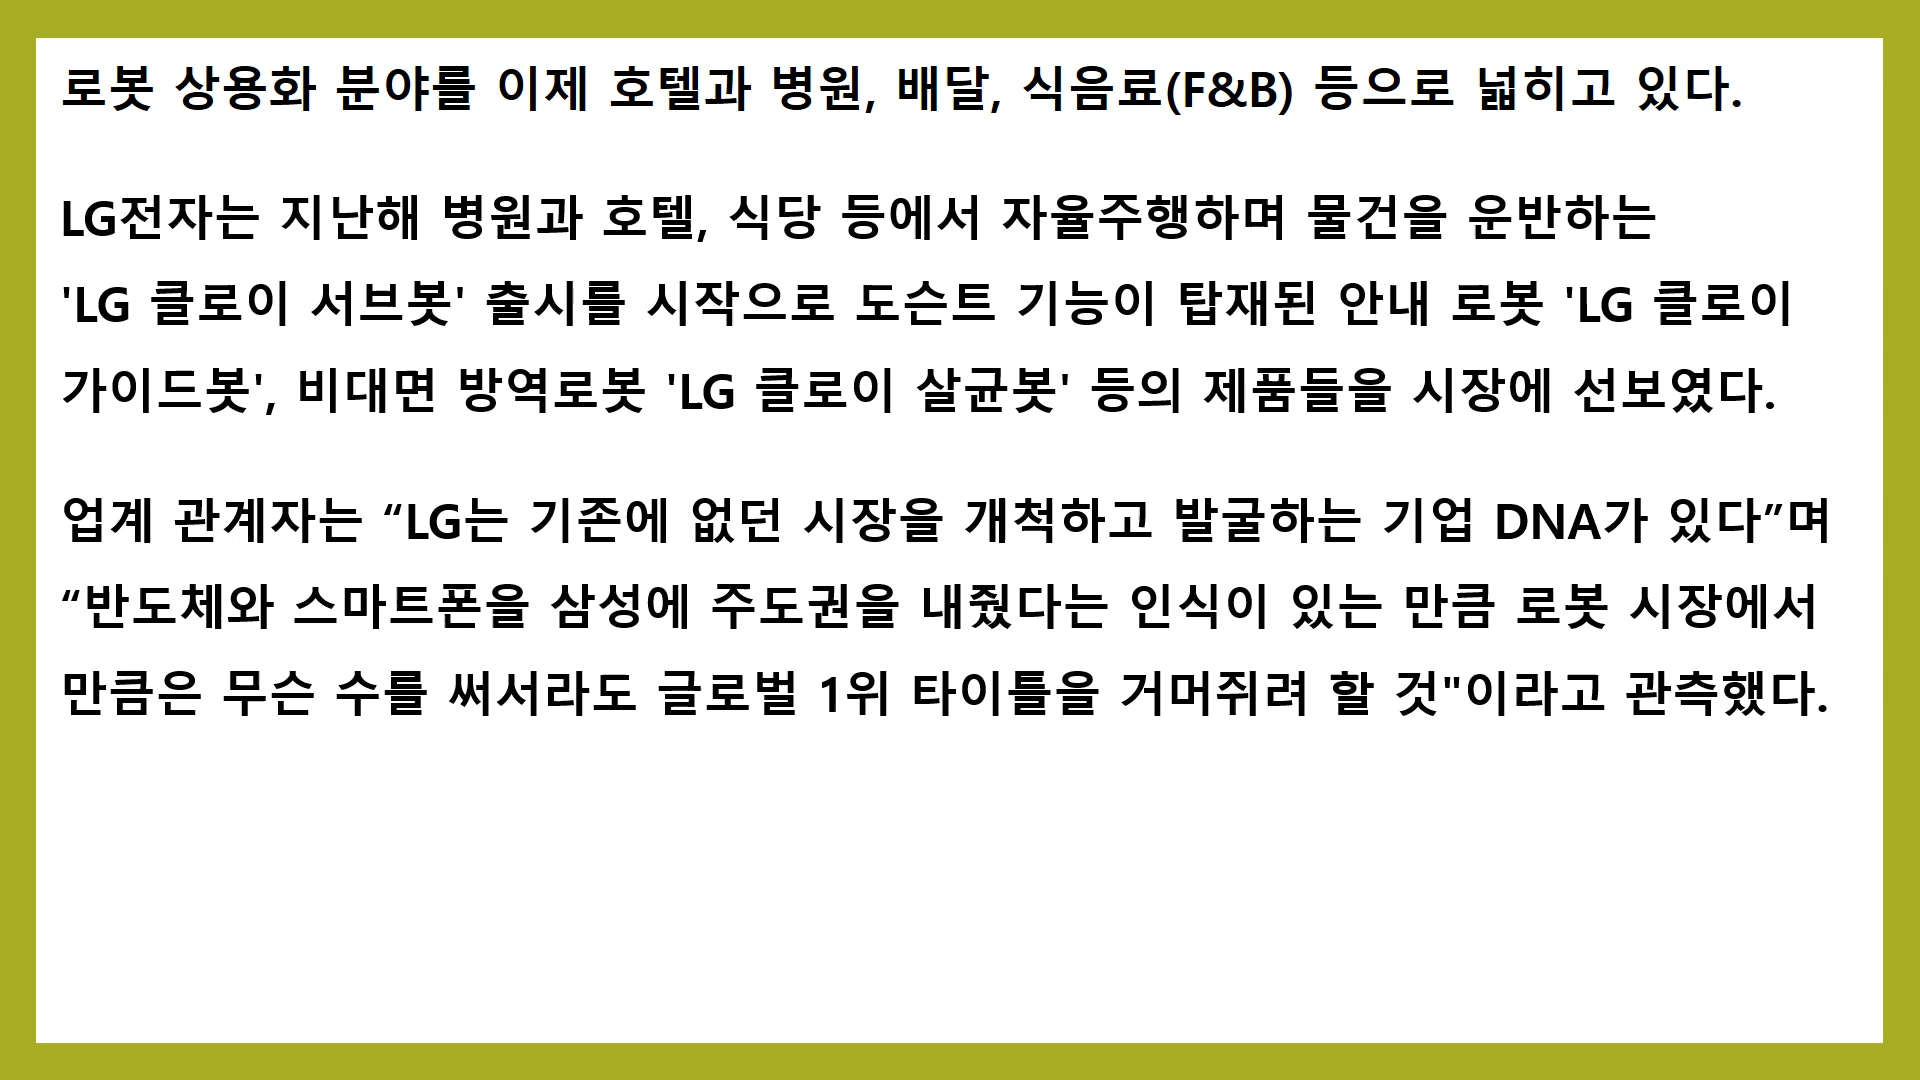 로봇 상용화 분야를 이제 호텔과 병원, 배달, 식음료(F&B) 등으로 넓히고 있다.
LG전자는 지난해 병원과 호텔, 식당 등에서 자율주행하며 물건을 운반하는
'LG 클로이 서브봇' 출시를 시작으로 도슨트 기능이 탑재된 안내 로봇 'LG 클로이
가이드봇', 비대면 방역로봇 'LG 클로이 살균봇' 등의 제품들을 시장에 선보였다.
업계 관계자는 “LG는 기존에 없던 시장을 개척하고 발굴하는 기업 DNA가 있다”며
“반도체와 스마트폰을 삼성에 주도권을 내줬다는 인식이 있는 만큼 로봇 시장에서
만큼은 무슨 수를 써서라도 글로벌 1위 타이틀을 거머쥐려 할 것"이라고 관측했다.